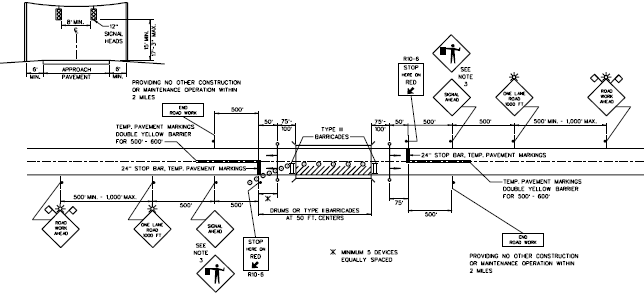 8' MIN.
12"
SIGNAL
HEADS
15' MIN.
17'-3" MAX.
6'
MIN.
APPROACH
PAVEMENT
8'
MIN.
PROVIDING NO OTHER CONSTRUCTION
OR MAINTENANCE OPERATION WITHIN
2 MILES
END
ROAD WORK
500'
50'
75'-
100'
TYPE III
BARRICADES
75'-
100'
50'
R10-6
STOP
HERE ON
RED
SEE
NOTE
3
SIGNAL
AHEAD
ONE LANE
ROAD
1000 FT
ROAD
WORK
AHEAD
500'
500'
500' MIN. - 1,000' MAX.
TEMP. PAVEMENT MARKINGS
DOUBLE YELLOW BARRIER
FOR 500' - 600'
24" STOP BAR, TEMP. PAVEMENT MARKINGS
24" STOP BAR, TEMP. PAVEMENT MARKINGS
TEMP. PAVEMENT MARKINGS
DOUBLE YELLOW BARRIER
FOR 500' - 600'
500' MIN. - 1,000' MAX.
500'
500'
75'
500'
ROAD
WORK
AHEAD
ONE LANE
ROAD
1000 FT
SIGNAL
AHEAD
SEE
NOTE
3
STOP
HERE ON
RED
R10-6
DRUMS OR TYPE II BARRICADES
AT 50 FT. CENTERS
MINIMUM 5 DEVICES
EQUALLY SPACED
END
ROAD WORK
PROVIDING NO OTHER CONSTRUCTION
OR MAINTENANCE OPERATION WITHIN
2 MILES